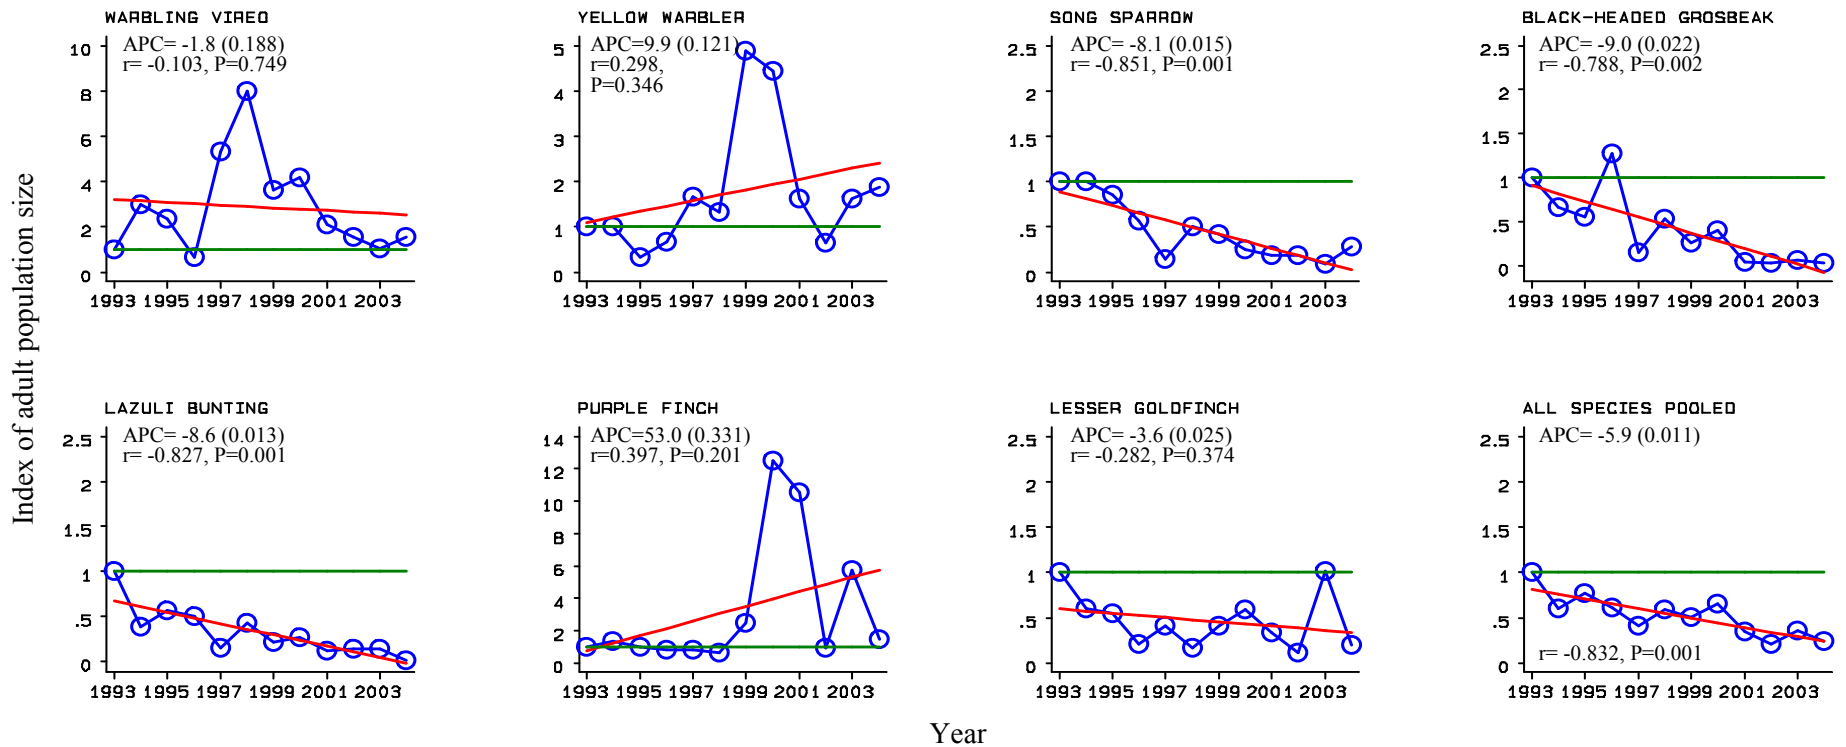 WARBLING VIREO
APC= -1.8 (0.188)
r= -0.103, P=0.749
10
8
6
4
2
0
1993 1995 1997 1999 2001 2003
YELLOW WARBLER
APC=9.9 (0.121)
r=0.298,
P=0.346
5
4
3
2
1
0
1993 1995 1997 1999 2001 2003
SONG SPARROW
APC= -8.1 (0.015)
r= -0.851, P=0.001
2.5
2
1.5
1
.5
0
1993 1995 1997 1999 2001 2003
BLACK-HEADED GROSBEAK
APC= -9.0 (0.022)
r= -0.788, P=0.002
2.5
2
1.5
1
.5
0
1993 1995 1997 1999 2001 2003
Index of adult population size
LAZULI BUNTING
APC= -8.6 (0.013)
r= -0.827, P=0.001
2.5
2
1.5
1
.5
0
1993 1995 1997 1999 2001 2003
PURPLE FINCH
APC=53.0 (0.331)
r=0.397, P=0.201
14
12
10
8
6
4
2
0
1993 1995 1997 1999 2001 2003
LESSER GOLDFINCH
APC= -3.6 (0.025)
r= -0.282, P=0.374
2.5
2
1.5
1
.5
0
1993 1995 1997 1999 2001 2003
ALL SPECIES POOLED
APC= -5.9 (0.011)
2.5
2
1.5
1
.5
0
r= -0.832, P=0.001
1993 1995 1997 1999 2001 2003
Year